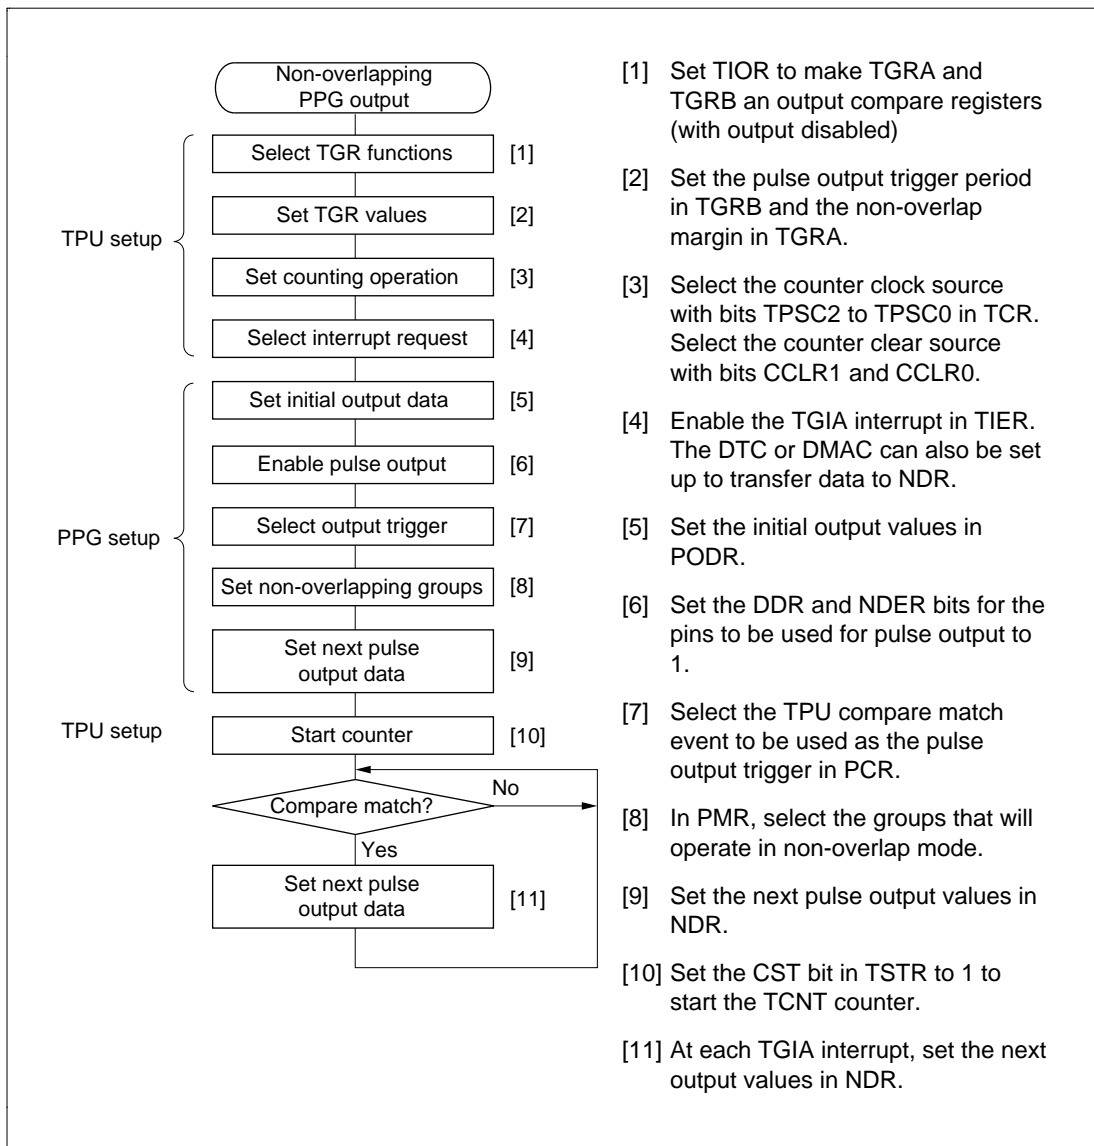 Non-overlapping
PPG output
Select TGR functions [1]
Set TGR values [2]
TPU setup
Set counting operation [3]
Select interrupt request [4]
Set initial output data [5]
Enable pulse output [6]
Select output trigger [7]
PPG setup
Set non-overlapping groups [8]
Set next pulse
output data
[9]
TPU setup
Start counter [10]
Compare match?
No
Yes
Set next pulse
output data
[11]
[1] Set TIOR to make TGRA and
TGRB an output compare registers
(with output disabled)
[2] Set the pulse output trigger period
in TGRB and the non-overlap
margin in TGRA.
[3] Select the counter clock source
with bits TPSC2 to TPSC0 in TCR.
Select the counter clear source
with bits CCLR1 and CCLR0.
[4] Enable the TGIA interrupt in TIER.
The DTC or DMAC can also be set
up to transfer data to NDR.
[5] Set the initial output values in
PODR.
[6] Set the DDR and NDER bits for the
pins to be used for pulse output to
1.
[7] Select the TPU compare match
event to be used as the pulse
output trigger in PCR.
[8] In PMR, select the groups that will
operate in non-overlap mode.
[9] Set the next pulse output values in
NDR.
[10] Set the CST bit in TSTR to 1 to
start the TCNT counter.
[11] At each TGIA interrupt, set the next
output values in NDR.